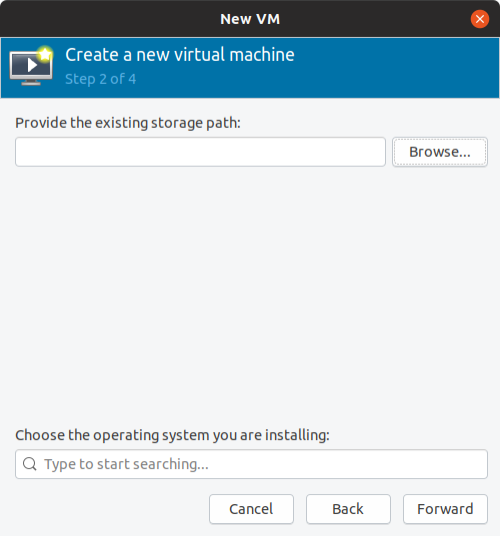 New VM
Create a new virtual machine
Step 2 of 4
Provide the existing storage path:
Browse...
Choose the operating system you are installing:
Type to start searching...
Cancel Back Forward